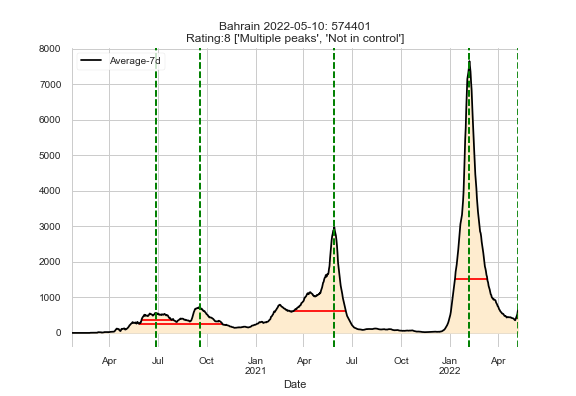 Bahrain 2022-05-10: 574401
Rating:8 ['Multiple peaks', 'Not in control']
Average-7d
8000
7000
6000
5000
4000
3000
2000
1000
0
Apr Jul Oct Jan Apr Jul Oct Jan Apr
2021 2022
Date